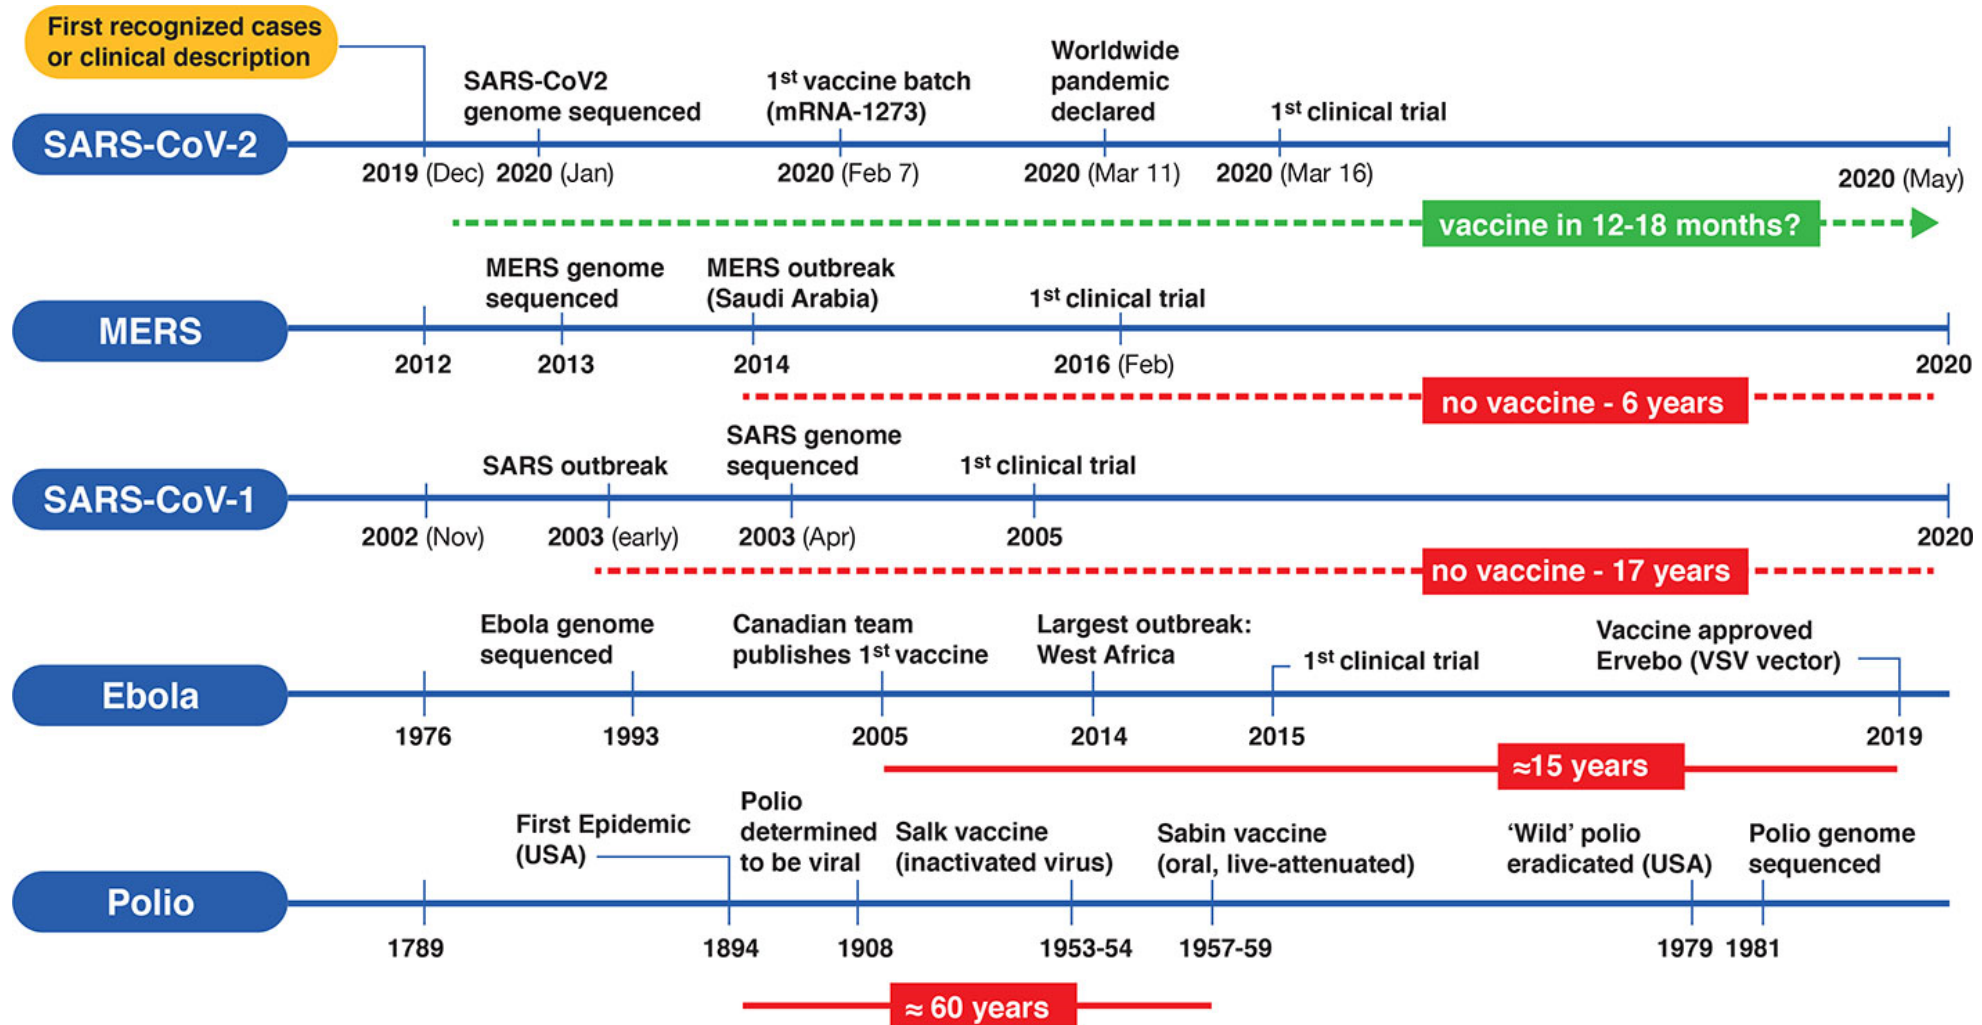 First recognized cases
or clinical description
SARS-CoV-2
SARS-CoV2
genome sequenced
1st vaccine batch
(mRNA-1273)
Worldwide
pandemic
declared
1st clinical trial
2019 (Dec)
2020 (Jan)
2020 (Feb 7)
2020 (Mar 11)
2020 (Mar 16)
2020 (May)
vaccine in 12-18 months?
MERS
MERS genome
sequenced
MERS outbreak
(Saudi Arabia)
1st clinical trial
2012
2013
2014
2016 (Feb)
2020
no vaccine - 6 years
SARS-CoV-1
SARS outbreak
SARS genome
sequenced
1st clinical trial
2002 (Nov)
2003 (early)
2003 (Apr)
2005
2020
no vaccine - 17 years
Ebola
Ebola genome
sequenced
Canadian team
publishes 1st vaccine
Largest outbreak:
West Africa
1st clinical trial
Vaccine approved
Ervebo (VSV vector)
1976
1993
2005
2014
2015
2019
≈15 years
Polio
First Epidemic
(USA)
Polio
determined
to be viral
Salk vaccine
(inactivated virus)
Sabin vaccine
(oral, live-attenuated)
‘Wild’ polio
eradicated (USA)
Polio genome
sequenced
1789
1894
1908
1953-54
1957-59
1979
1981
≈ 60 years